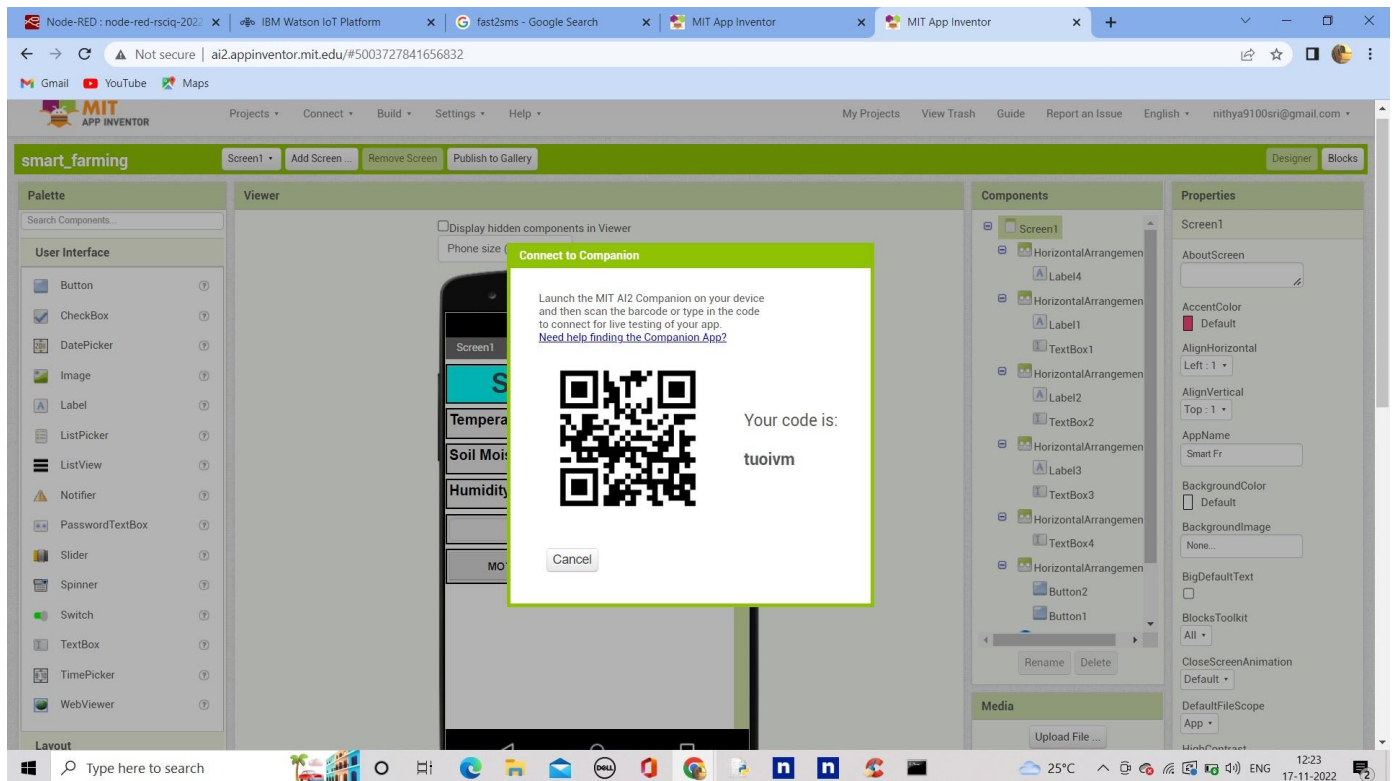 Node-RED : node-red-rsciq-2022
IBM Watson IoT Platform
fast2sms - Google Search
MIT App Inventor
MIT App Inventor
Not secure | ai2.appinventor.mit.edu/#5003727841656832
Gmail YouTube Maps
MIT
APP INVENTOR
Projects Connect Build Settings Help My Projects View Trash Guide Report an Issue English nithya9100sri@gmail.com
smart_farming Screen1 Add Screen ... Remove Screen Publish to Gallery Designer Blocks
Palette
Search Components...
User Interface
Button
CheckBox
DatePicker
Image
Label
ListPicker
ListView
Notifier
PasswordTextBox
Slider
Spinner
Switch
TextBox
TimePicker
WebViewer
Layout
Viewer
Display hidden components in Viewer
Phone size (
Screen1
S
Tempera
Soil Mois
Humidity
MO
Connect to Companion
Launch the MIT AI2 Companion on your device
and then scan the barcode or type in the code
to connect for live testing of your app.
Need help finding the Companion App?
Your code is:
tuoivm
Cancel
Components
Screen1
HorizontalArrangemen
Label4
HorizontalArrangemen
Label1
TextBox1
HorizontalArrangemen
Label2
TextBox2
HorizontalArrangemen
Label3
TextBox3
HorizontalArrangemen
TextBox4
HorizontalArrangemen
Button2
Button1
Rename Delete
Media
Upload File ...
Properties
Screen1
AboutScreen
AccentColor
Default
AlignHorizontal
Left : 1
AlignVertical
Top : 1
AppName
Smart Fr
BackgroundColor
Default
BackgroundImage
None...
BigDefaultText
BlocksToolkit
All
CloseScreenAnimation
Default
DefaultFileScope
App
HighContrast
Type here to search
DELL
25°C
ENG
12:23
17-11-2022
2